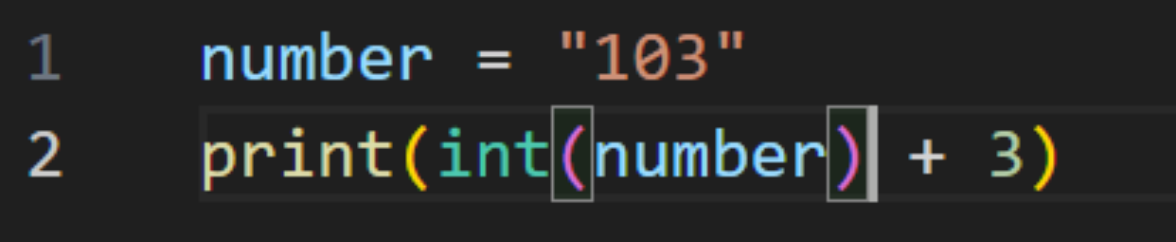 1 number = "103"
2 print(int(number) + 3)